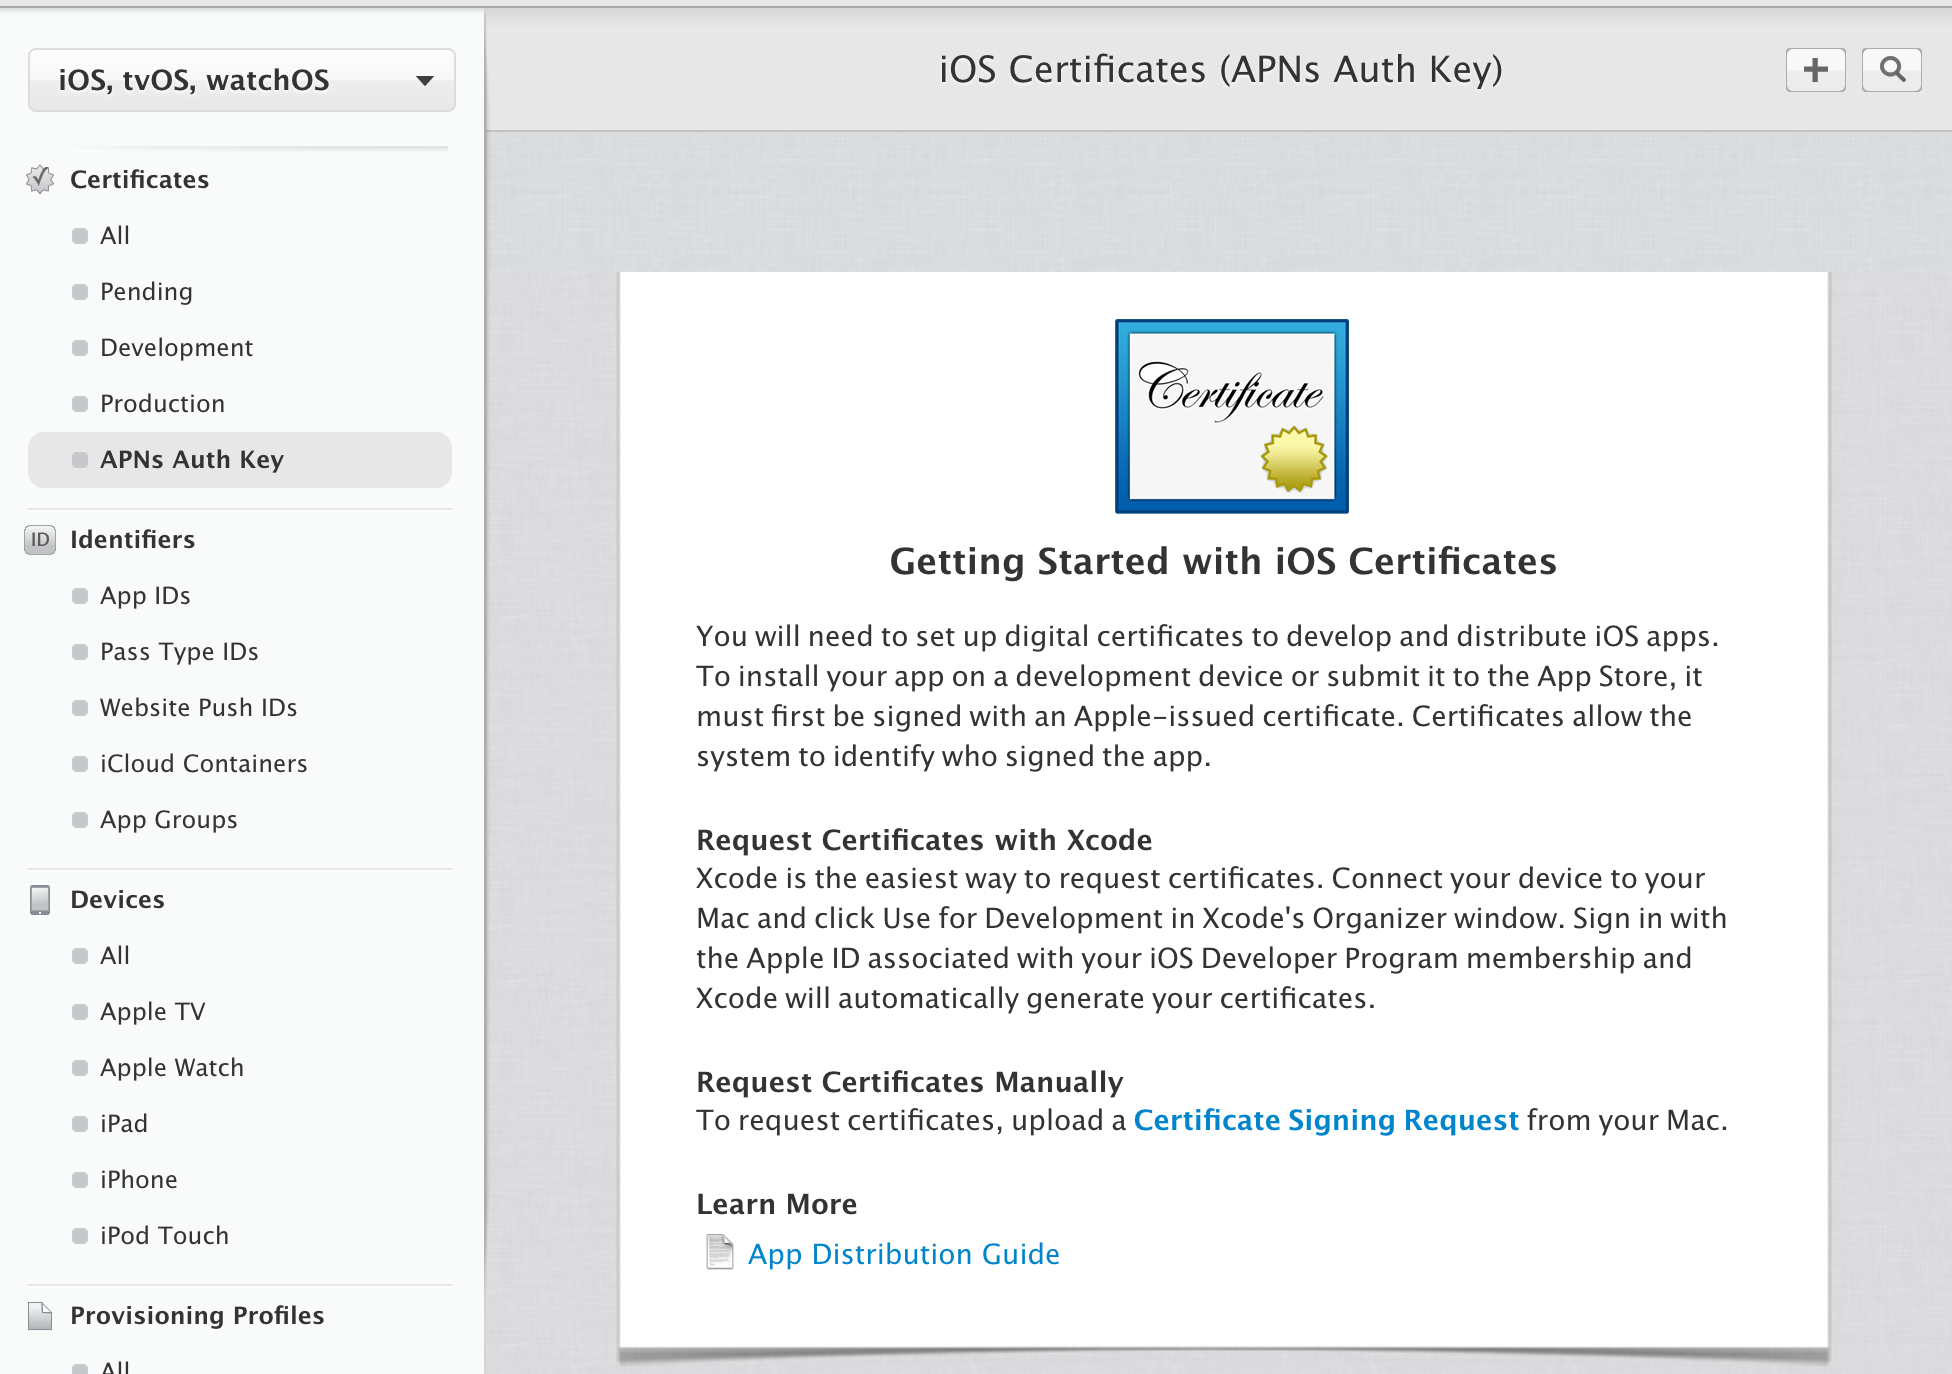 iOS, tvOS, watchOS
Certificates
All
Pending
Development
Production
APNs Auth Key
ID
Identifiers
App IDs
Pass Type IDs
Website Push IDs
iCloud Containers
App Groups
Devices
All
Apple TV
Apple Watch
iPad
iPhone
iPod Touch
Provisioning Profiles
All
iOS Certificates (APNs Auth Key)
Certificate
Getting Started with iOS Certificates
You will need to set up digital certificates to develop and distribute iOS apps.
To install your app on a development device or submit it to the App Store, it
must first be signed with an Apple-issued certificate. Certificates allow the
system to identify who signed the app.
Request Certificates with Xcode
Xcode is the easiest way to request certificates. Connect your device to your
Mac and click Use for Development in Xcode's Organizer window. Sign in with
the Apple ID associated with your iOS Developer Program membership and
Xcode will automatically generate your certificates.
Request Certificates Manually
To request certificates, upload a Certificate Signing Request from your Mac.
Learn More
App Distribution Guide